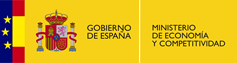 GOBIERNO
DE ESPAÑA
MINISTERIO
DE ECONOMÍA
Y COMPETITIVIDAD